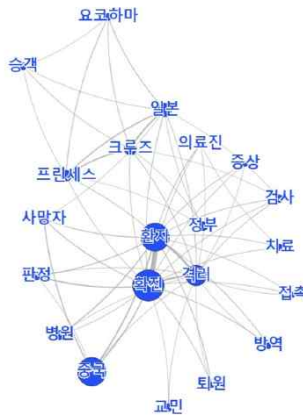 요코하마
승객
일본
크루즈
의료진
증상
프린세스
검사
사망자
정부
환자
치료
판정
격리
확진
접촉
병원
방역
중국
퇴원
교민